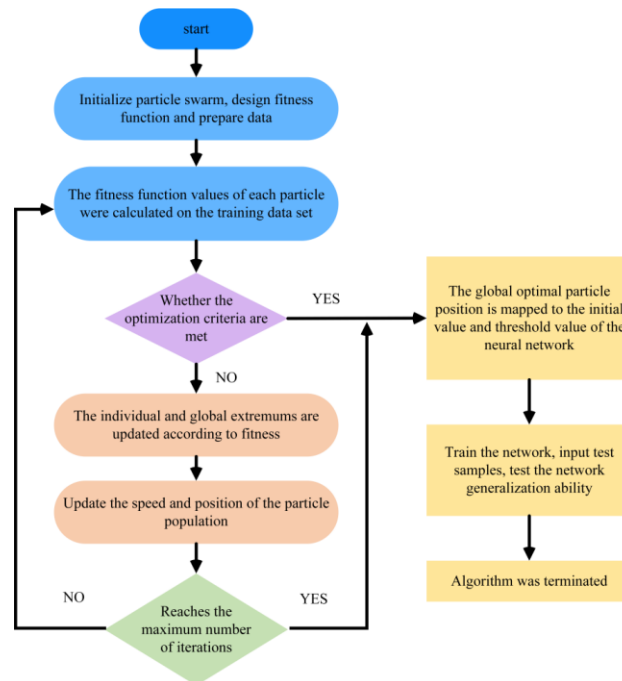 start
Initialize particle swarm, design fitness
function and prepare data
The fitness function values of each particle
were calculated on the training data set
Whether the
optimization criteria are
met
YES
NO
The individual and global extremums are
updated according to fitness
Update the speed and position of the particle
population
NO
Reaches the
maximum number
of iterations
YES
The global optimal particle
position is mapped to the initial
value and threshold value of the
neural network
Train the network, input test
samples, test the network
generalization ability
Algorithm was terminated